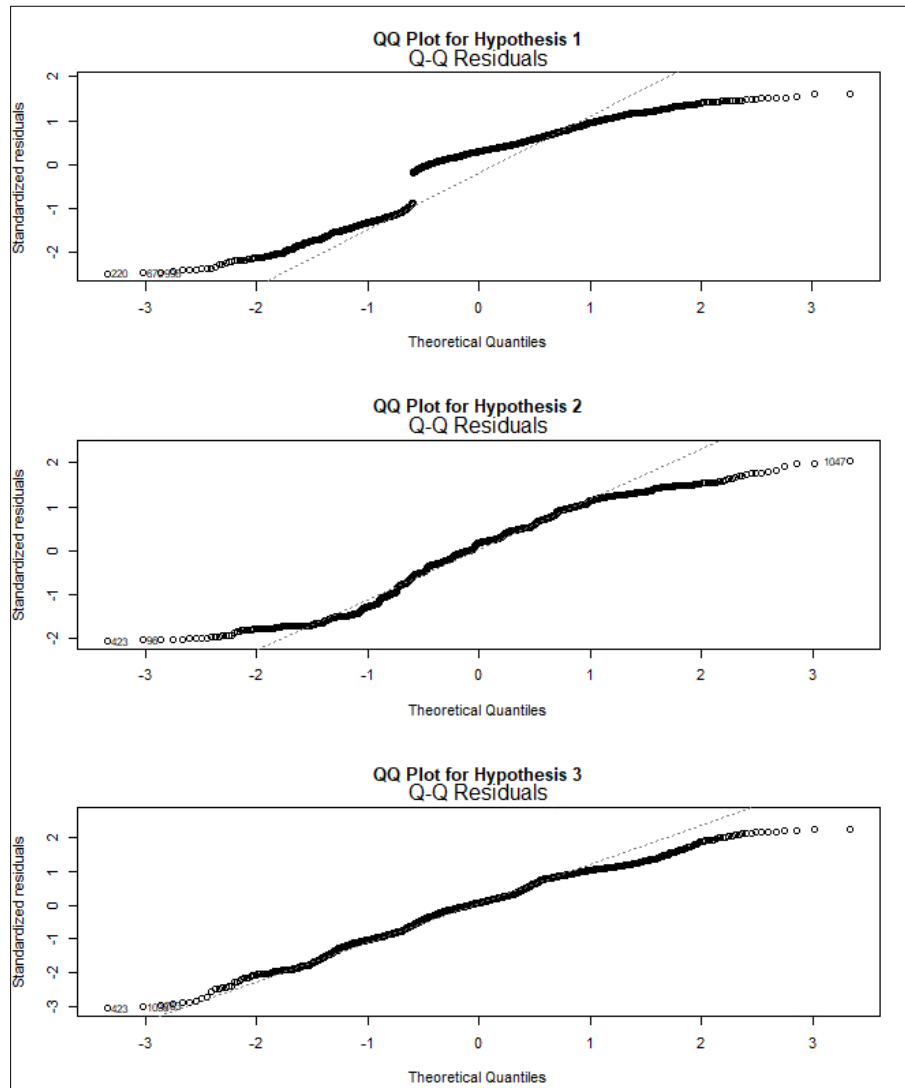 QQ Plot for Hypothesis 1
Q-Q Residuals
Standardized residuals
2
1
0
-1
-2
220
-3 -2 -1 0 1 2 3
Theoretical Quantiles
QQ Plot for Hypothesis 2
Q-Q Residuals
Standardized residuals
2
1
0
-1
-2
1047
423
-3 -2 -1 0 1 2 3
Theoretical Quantiles
QQ Plot for Hypothesis 3
Q-Q Residuals
Standardized residuals
2
1
0
-1
-2
-3
423
-3 -2 -1 0 1 2 3
Theoretical Quantiles